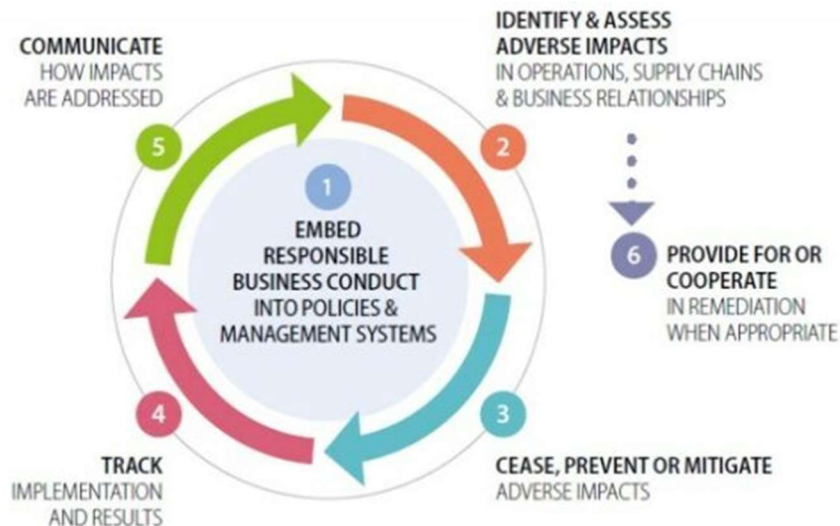 1
EMBED
RESPONSIBLE
BUSINESS CONDUCT
INTO POLICIES &
MANAGEMENT SYSTEMS
2
IDENTIFY & ASSESS
ADVERSE IMPACTS
IN OPERATIONS, SUPPLY CHAINS
& BUSINESS RELATIONSHIPS
3
CEASE, PREVENT OR MITIGATE
ADVERSE IMPACTS
4
TRACK
IMPLEMENTATION
AND RESULTS
5
COMMUNICATE
HOW IMPACTS
ARE ADDRESSED
6
PROVIDE FOR OR
COOPERATE
IN REMEDIATION
WHEN APPROPRIATE